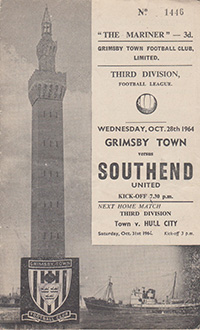 Nº 1446
"THE MARINER" — 3d.
GRIMSBY TOWN FOOTBALL CLUB,
LIMITED.
THIRD DIVISION,
FOOTBALL LEAGUE.
WEDNESDAY, OCT. 28th 1964
GRIMSBY TOWN
versus
SOUTHEND
UNITED
KICK-OFF 7.30 p.m.
NEXT HOME MATCH
THIRD DIVISION
Town v. HULL CITY
Saturday, Oct. 31st 1964. Kick-off 3 p.m.
GRIMSBY TOWN
FOOTBALL CLUB